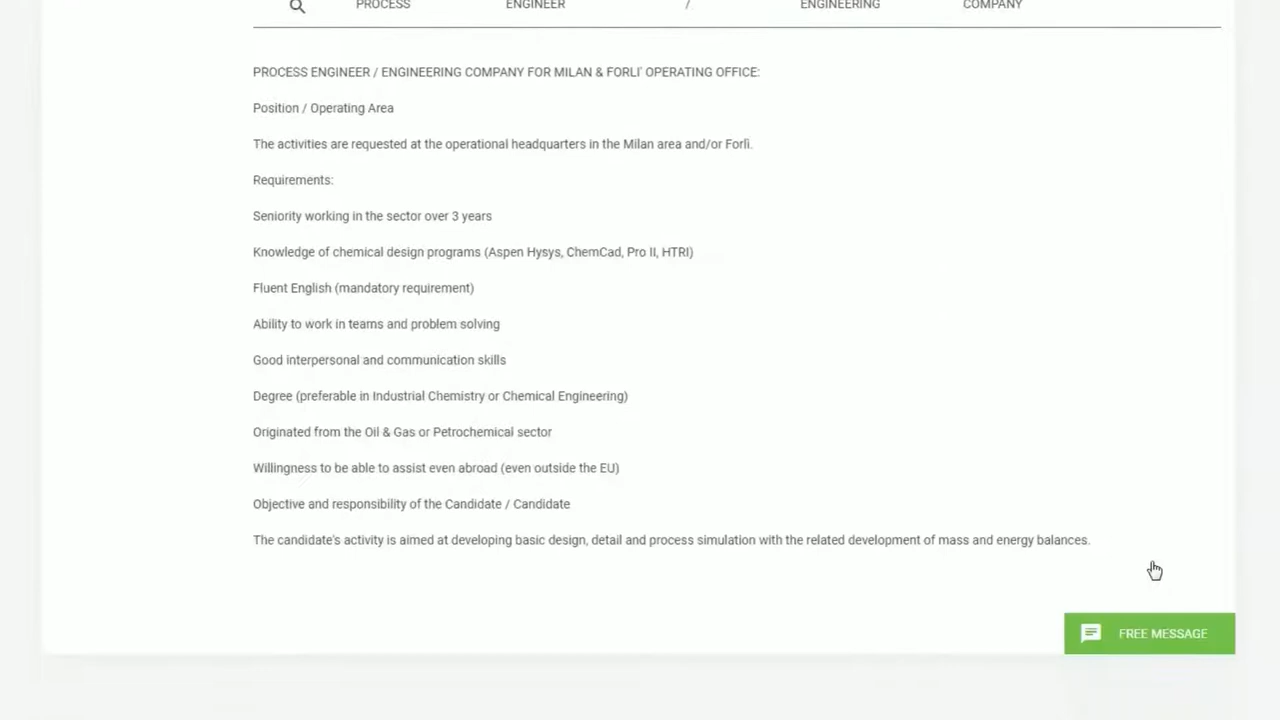 PROCESS ENGINEER / ENGINEERING COMPANY
PROCESS ENGINEER / ENGINEERING COMPANY FOR MILAN & FORLI' OPERATING OFFICE:
Position / Operating Area
The activities are requested at the operational headquarters in the Milan area and/or Forlì.
Requirements:
Seniority working in the sector over 3 years
Knowledge of chemical design programs (Aspen Hysys, ChemCad, Pro II, HTRI)
Fluent English (mandatory requirement)
Ability to work in teams and problem solving
Good interpersonal and communication skills
Degree (preferable in Industrial Chemistry or Chemical Engineering)
Originated from the Oil & Gas or Petrochemical sector
Willingness to be able to assist even abroad (even outside the EU)
Objective and responsibility of the Candidate / Candidate
The candidate's activity is aimed at developing basic design, detail and process simulation with the related development of mass and energy balances.
FREE MESSAGE